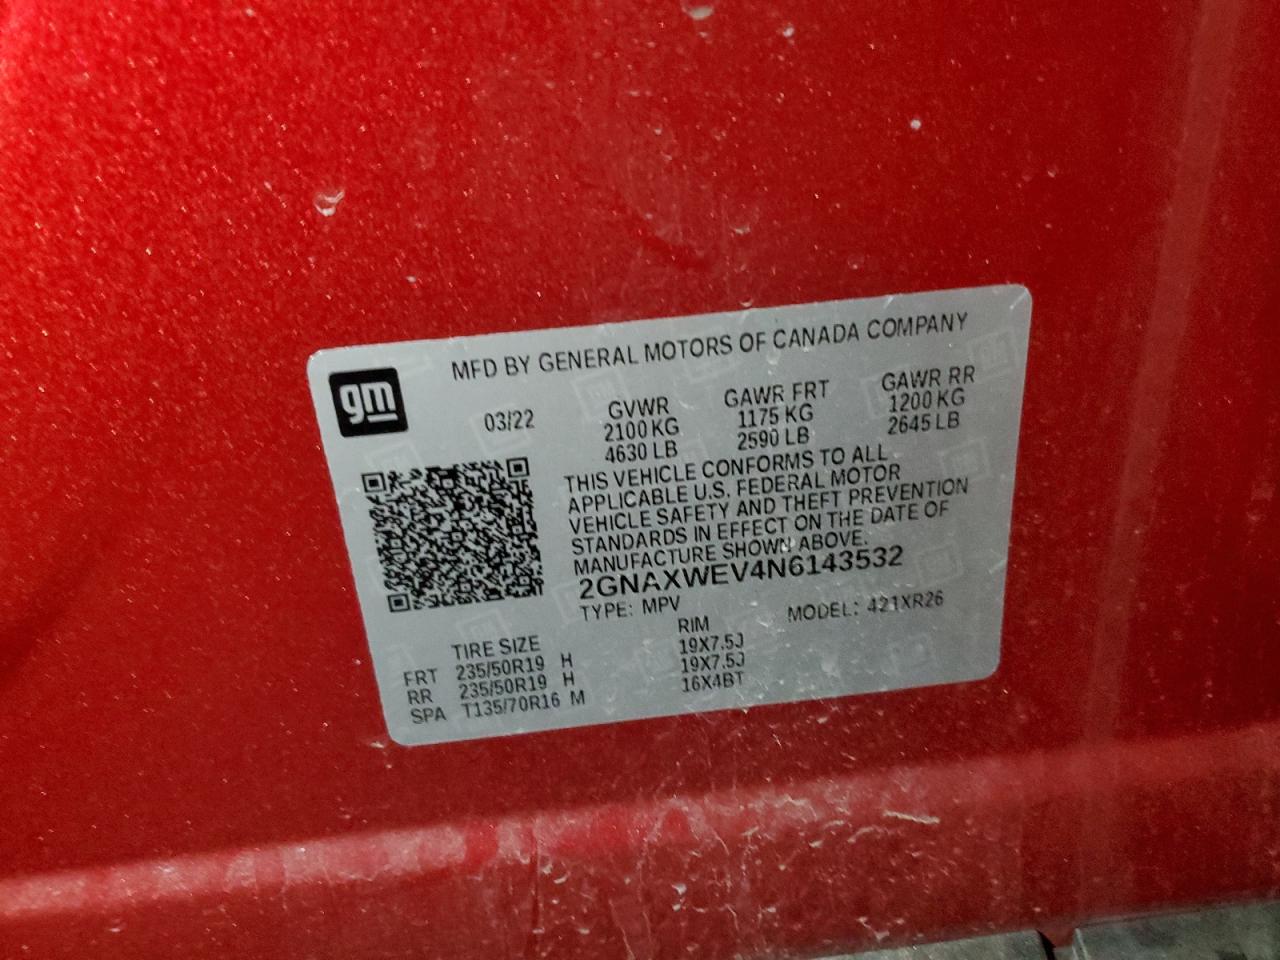 MFD BY GENERAL MOTORS OF CANADA COMPANY
gm
03/22
GVWR
2100 KG
4630 LB
GAWR FRT
1175 KG
2590 LB
GAWR RR
1200 KG
2645 LB
THIS VEHICLE CONFORMS TO ALL
APPLICABLE U.S. FEDERAL MOTOR
VEHICLE SAFETY AND THEFT PREVENTION
STANDARDS IN EFFECT ON THE DATE OF
MANUFACTURE SHOWN ABOVE.
2GNAXWEV4N6143532
TYPE: MPV MODEL: 421XR26
TIRE SIZE RIM
FRT 235/50R19 H 19X7.5J
RR 235/50R19 H 19X7.5J
SPA T135/70R16 M 16X4BT